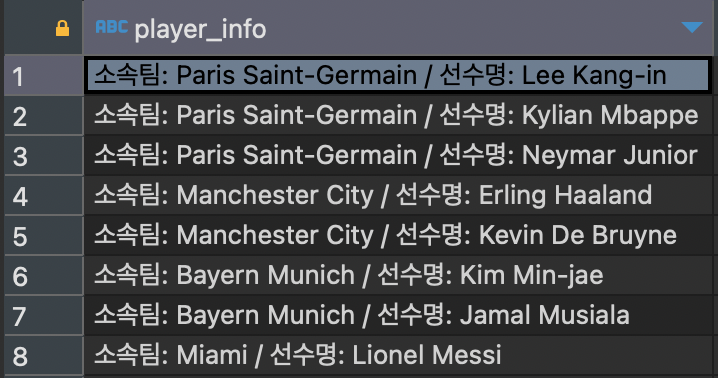 ABC player_info
1 소속팀: Paris Saint-Germain / 선수명: Lee Kang-in
2 소속팀: Paris Saint-Germain / 선수명: Kylian Mbappe
3 소속팀: Paris Saint-Germain / 선수명: Neymar Junior
4 소속팀: Manchester City / 선수명: Erling Haaland
5 소속팀: Manchester City / 선수명: Kevin De Bruyne
6 소속팀: Bayern Munich / 선수명: Kim Min-jae
7 소속팀: Bayern Munich / 선수명: Jamal Musiala
8 소속팀: Miami / 선수명: Lionel Messi